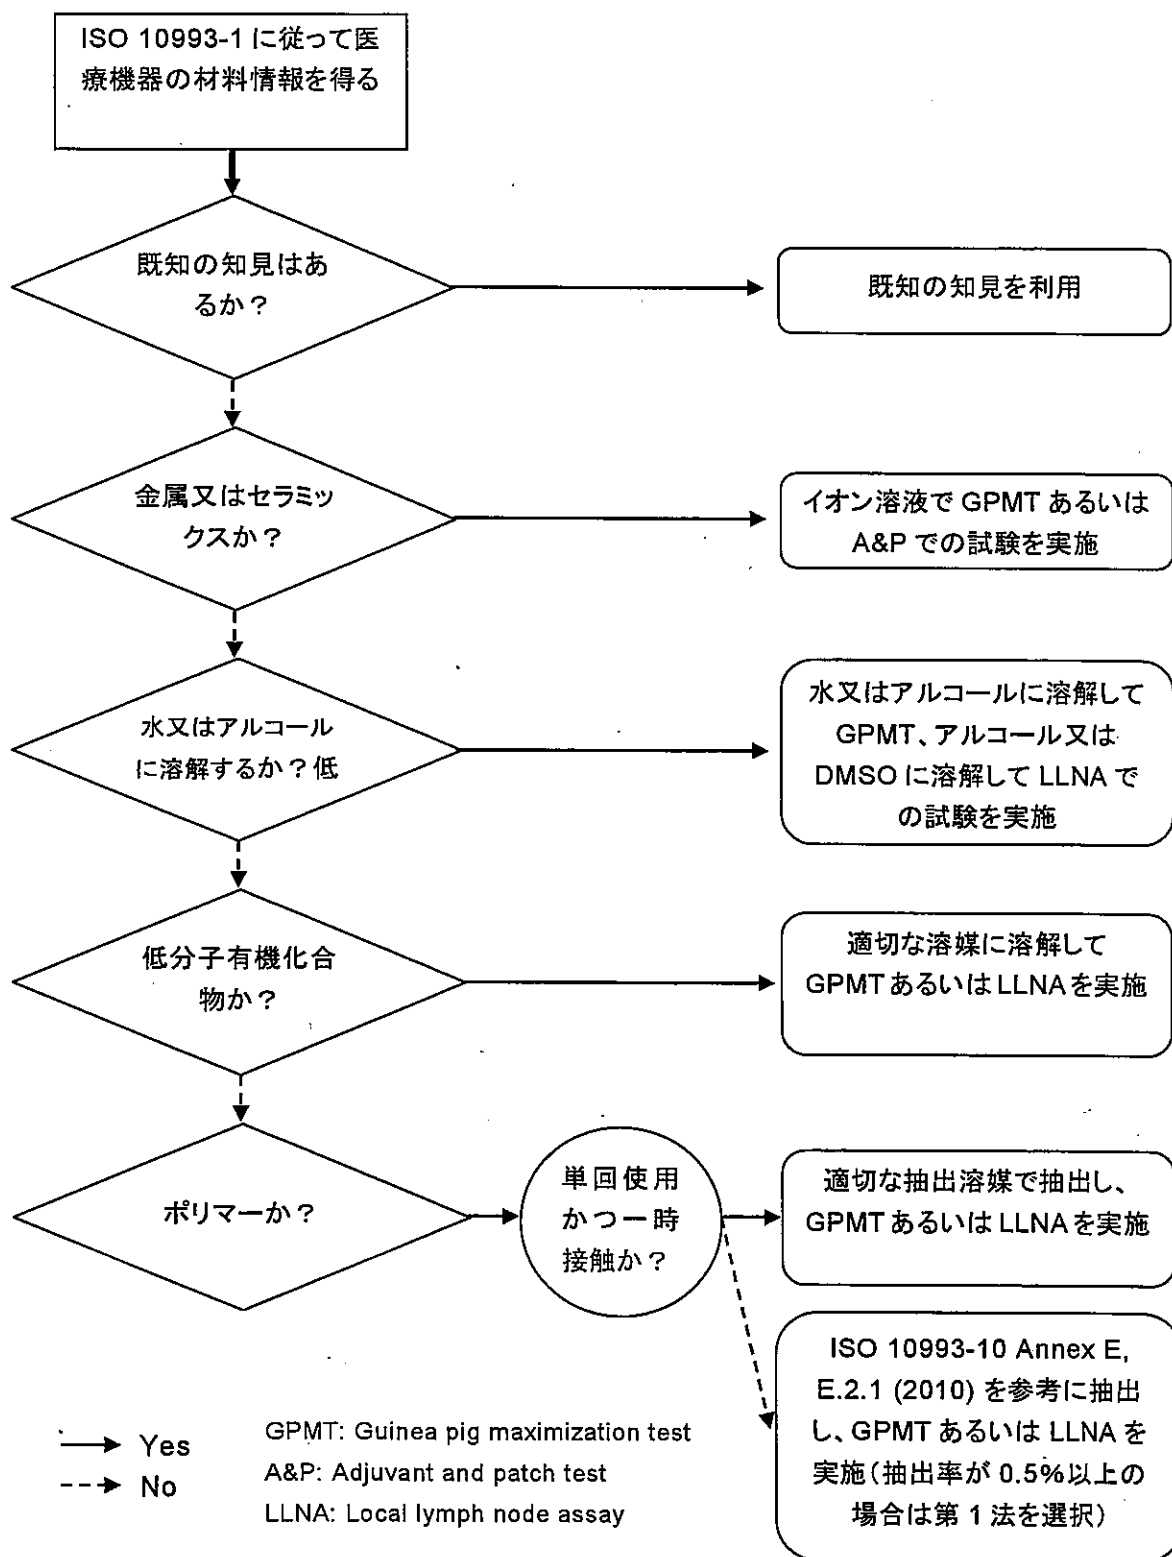 ISO 10993-1 に従って医
療機器の材料情報を得る
既知の知見はあ
るか？
既知の知見を利用
金属又はセラミッ
クスか？
イオン溶液で GPMT あるいは
A&P での試験を実施
水又はアルコール
に溶解するか？低
水又はアルコールに溶解して
GPMT、アルコール又は
DMSO に溶解して LLNA で
の試験を実施
低分子有機化合
物か？
適切な溶媒に溶解して
GPMT あるいは LLNA を実施
ポリマーか？
単回使用
かつ一時
接触か？
適切な抽出溶媒で抽出し、
GPMT あるいは LLNA を実施
ISO 10993-10 Annex E,
E.2.1 (2010) を参考に抽出
し、GPMT あるいは LLNA を
実施（抽出率が 0.5%以上の
場合は第 1 法を選択）
Yes
No
GPMT: Guinea pig maximization test
A&P: Adjuvant and patch test
LLNA: Local lymph node assay